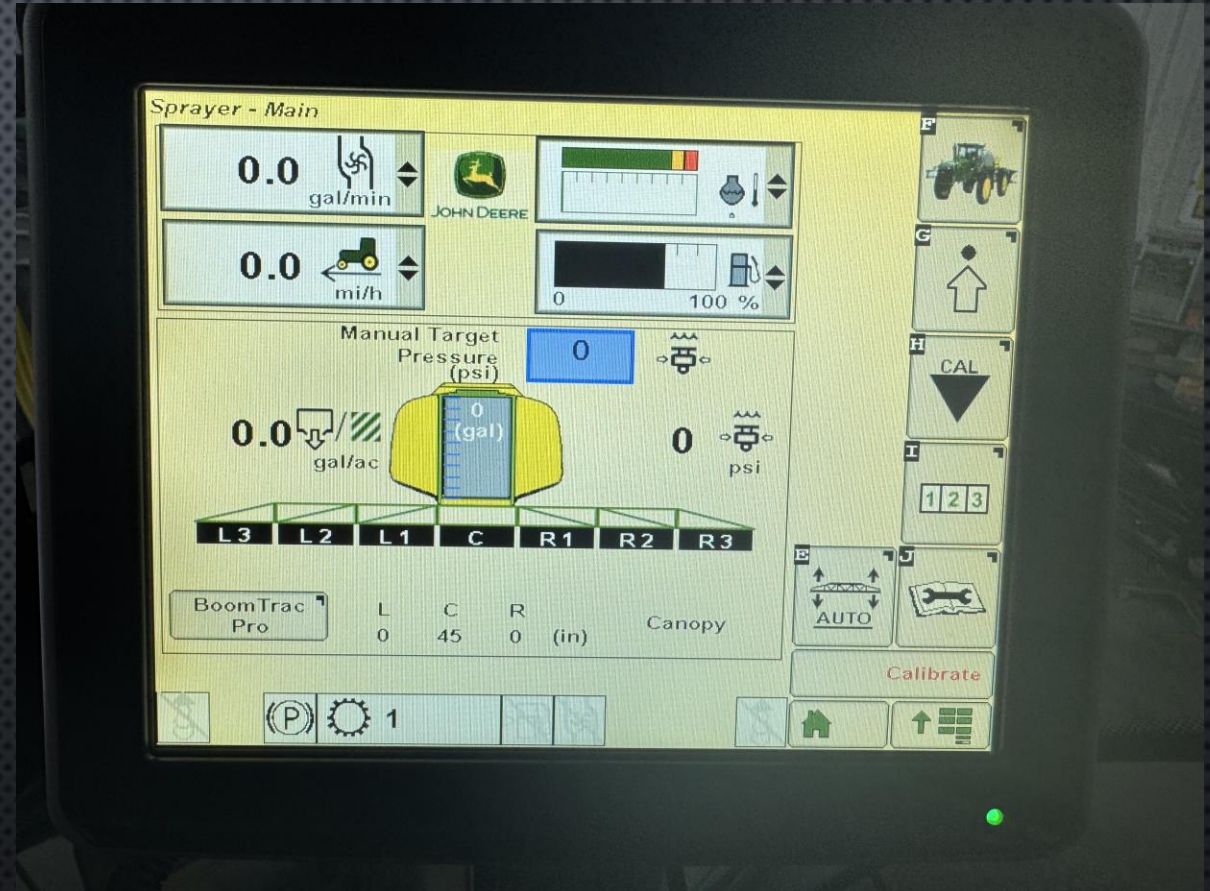 Sprayer - Main
0.0
gal/min
JOHN DEERE
0.0
mi/h
0 100 %
Manual Target
Pressure
(psi)
0
0
(gal)
0.0 /
gal/ac
0
psi
L3 L2 L1 C R1 R2 R3
BoomTrac
Pro
L C R
0 45 0 (in)
Canopy
(P) 1
F
G
H
CAL
I
1 2 3
E
AUTO
J
Calibrate